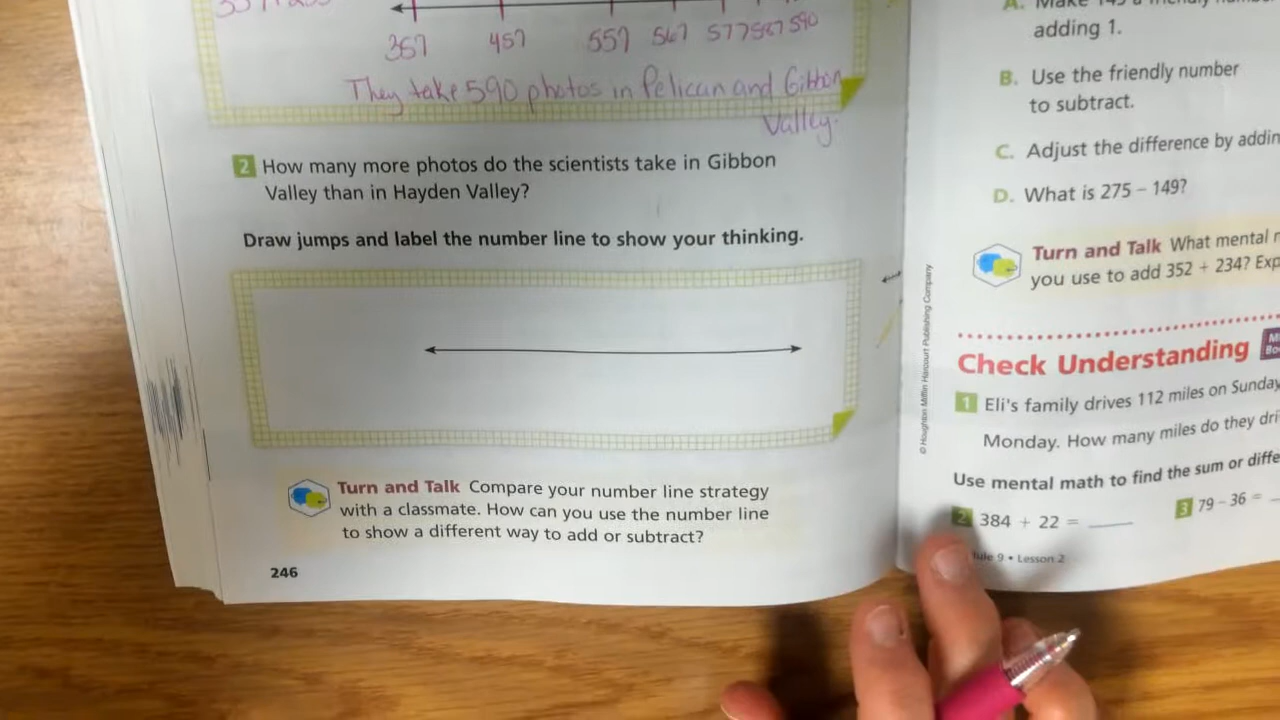 357 457 557 567 577 587 590
They take 590 photos in Pelican and Gibbon
Valley.
2 How many more photos do the scientists take in Gibbon
Valley than in Hayden Valley?
Draw jumps and label the number line to show your thinking.
Turn and Talk Compare your number line strategy
with a classmate. How can you use the number line
to show a different way to add or subtract?
246
A. Make 149 a friendly number
adding 1.
B. Use the friendly number
to subtract.
C. Adjust the difference by addin
D. What is 275 – 149?
Turn and Talk What mental
you use to add 352 + 234? Exp
© Houghton Mifflin Harcourt Publishing Company
Check Understanding
1 Eli's family drives 112 miles on Sunday
Monday. How many miles do they dri
Use mental math to find the sum or diffe
2 384 + 22 = ____
3 79 – 36 =
ule 9 • Lesson 2